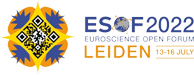 ESOF2022
EUROSCIENCE OPEN FORUM
LEIDEN 13-16 JULY